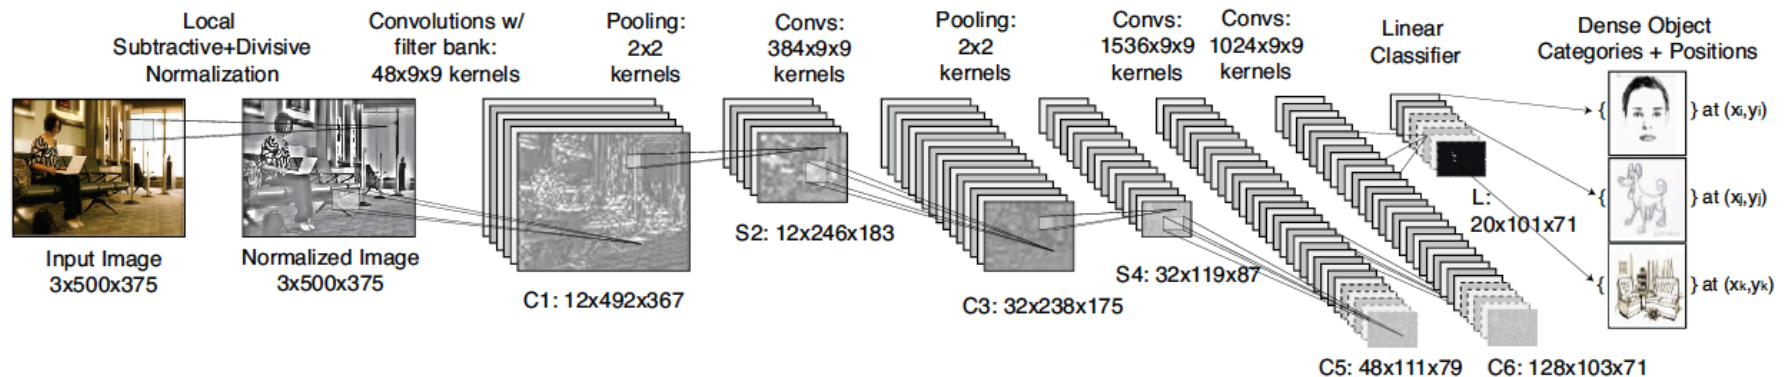 Local
Subtractive+Divisive
Normalization
Convolutions w/
filter bank:
48x9x9 kernels
Pooling:
2x2
kernels
Convs:
384x9x9
kernels
Pooling:
2x2
kernels
Convs:
1536x9x9
kernels
Convs:
1024x9x9
kernels
Linear
Classifier
Dense Object
Categories + Positions
{ } at (xi,yi)
{ } at (xj,yj)
{ } at (xk,yk)
Input Image
3x500x375
Normalized Image
3x500x375
C1: 12x492x367
S2: 12x246x183
C3: 32x238x175
S4: 32x119x87
C5: 48x111x79
C6: 128x103x71
L:
20x101x71